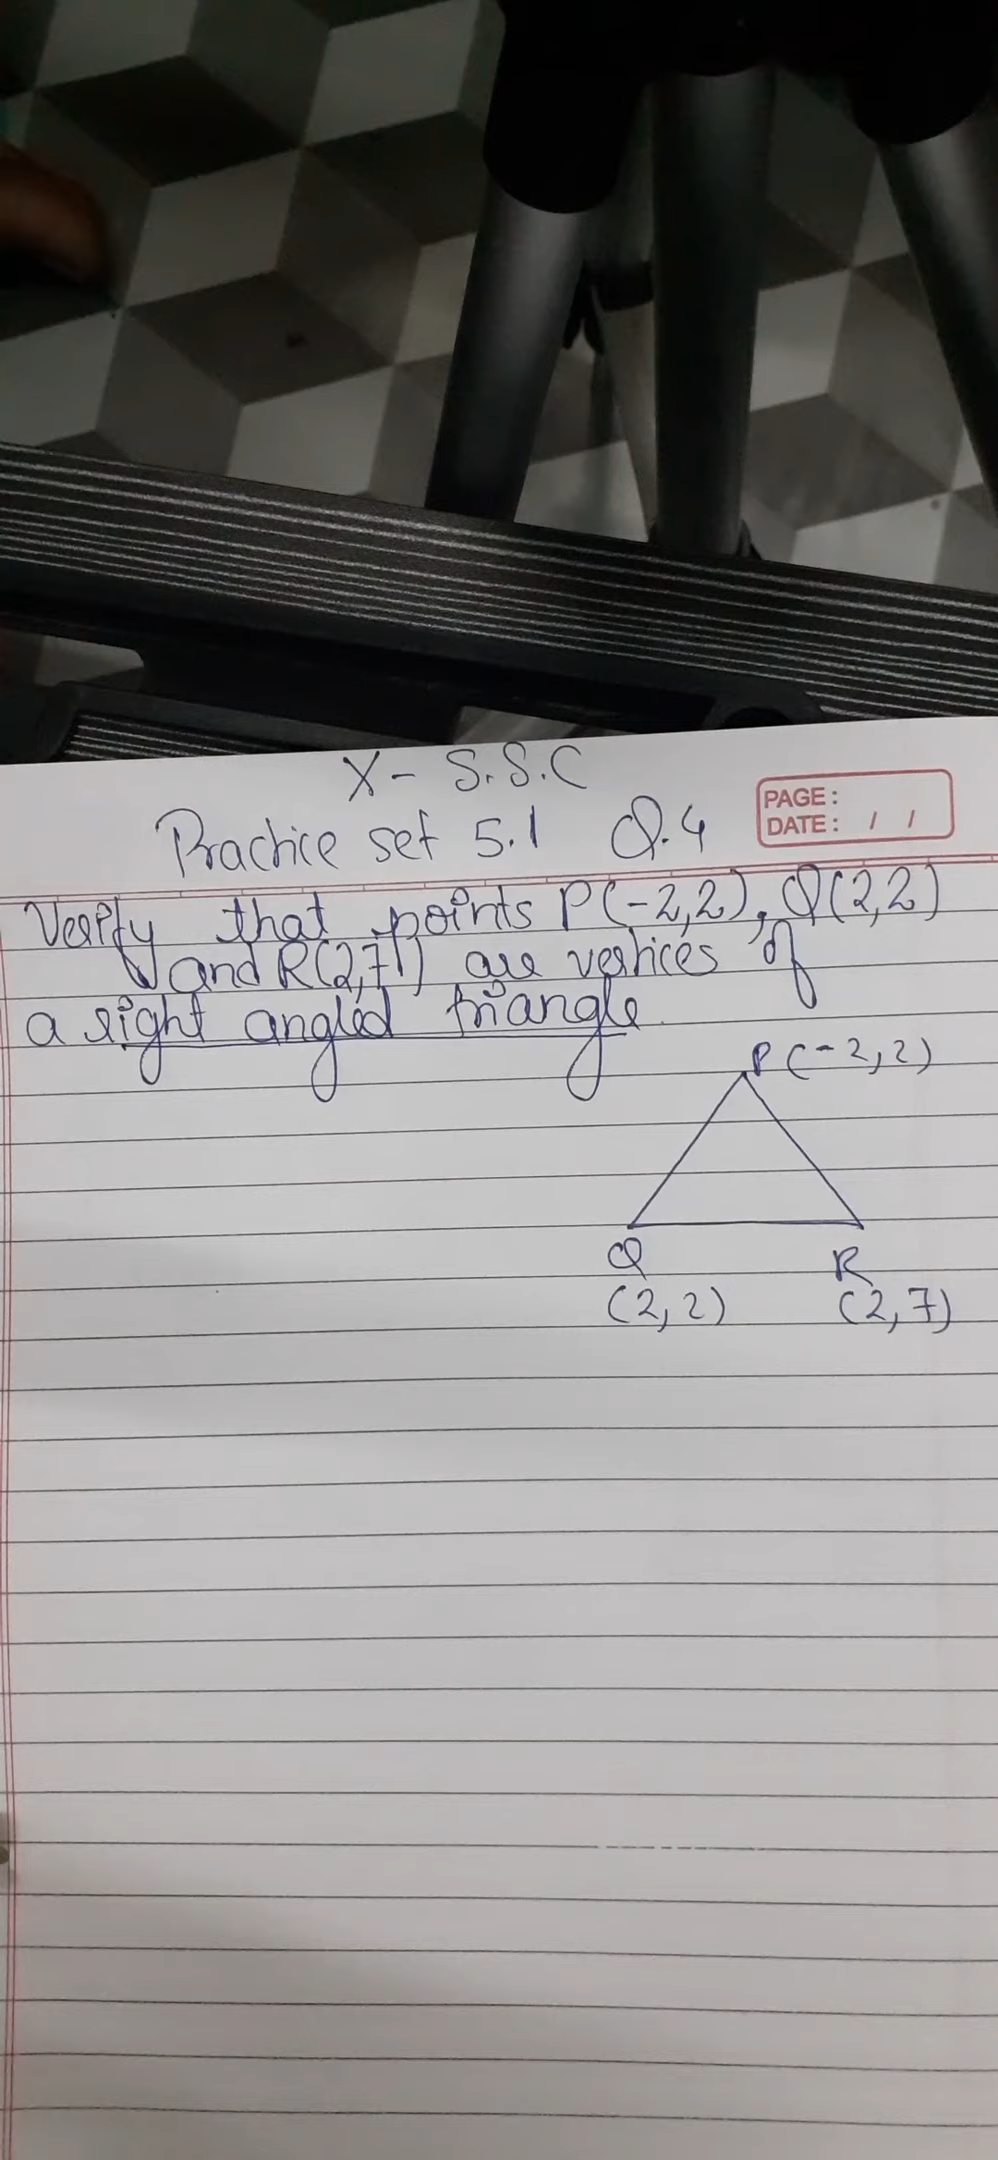 X- S.S.C
Practice set 5.1 Q.4
PAGE:
DATE: / /
Verify that points P(-2,2), Q(2,2)
and R(2,7) are vertices of
a right angled triangle.
P(-2,2)
Q R
(2,2) (2,7)